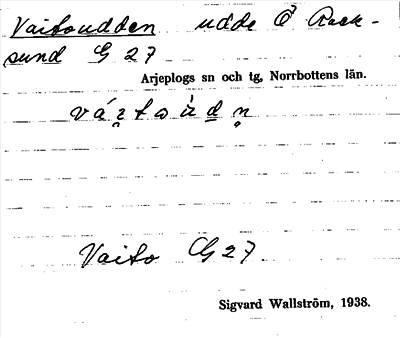 Vaitoudden udde Ö Rack-
sund G 27
Arjeplogs sn och tg, Norrbottens län.
Vaito G 27
Sigvard Wallström, 1938.